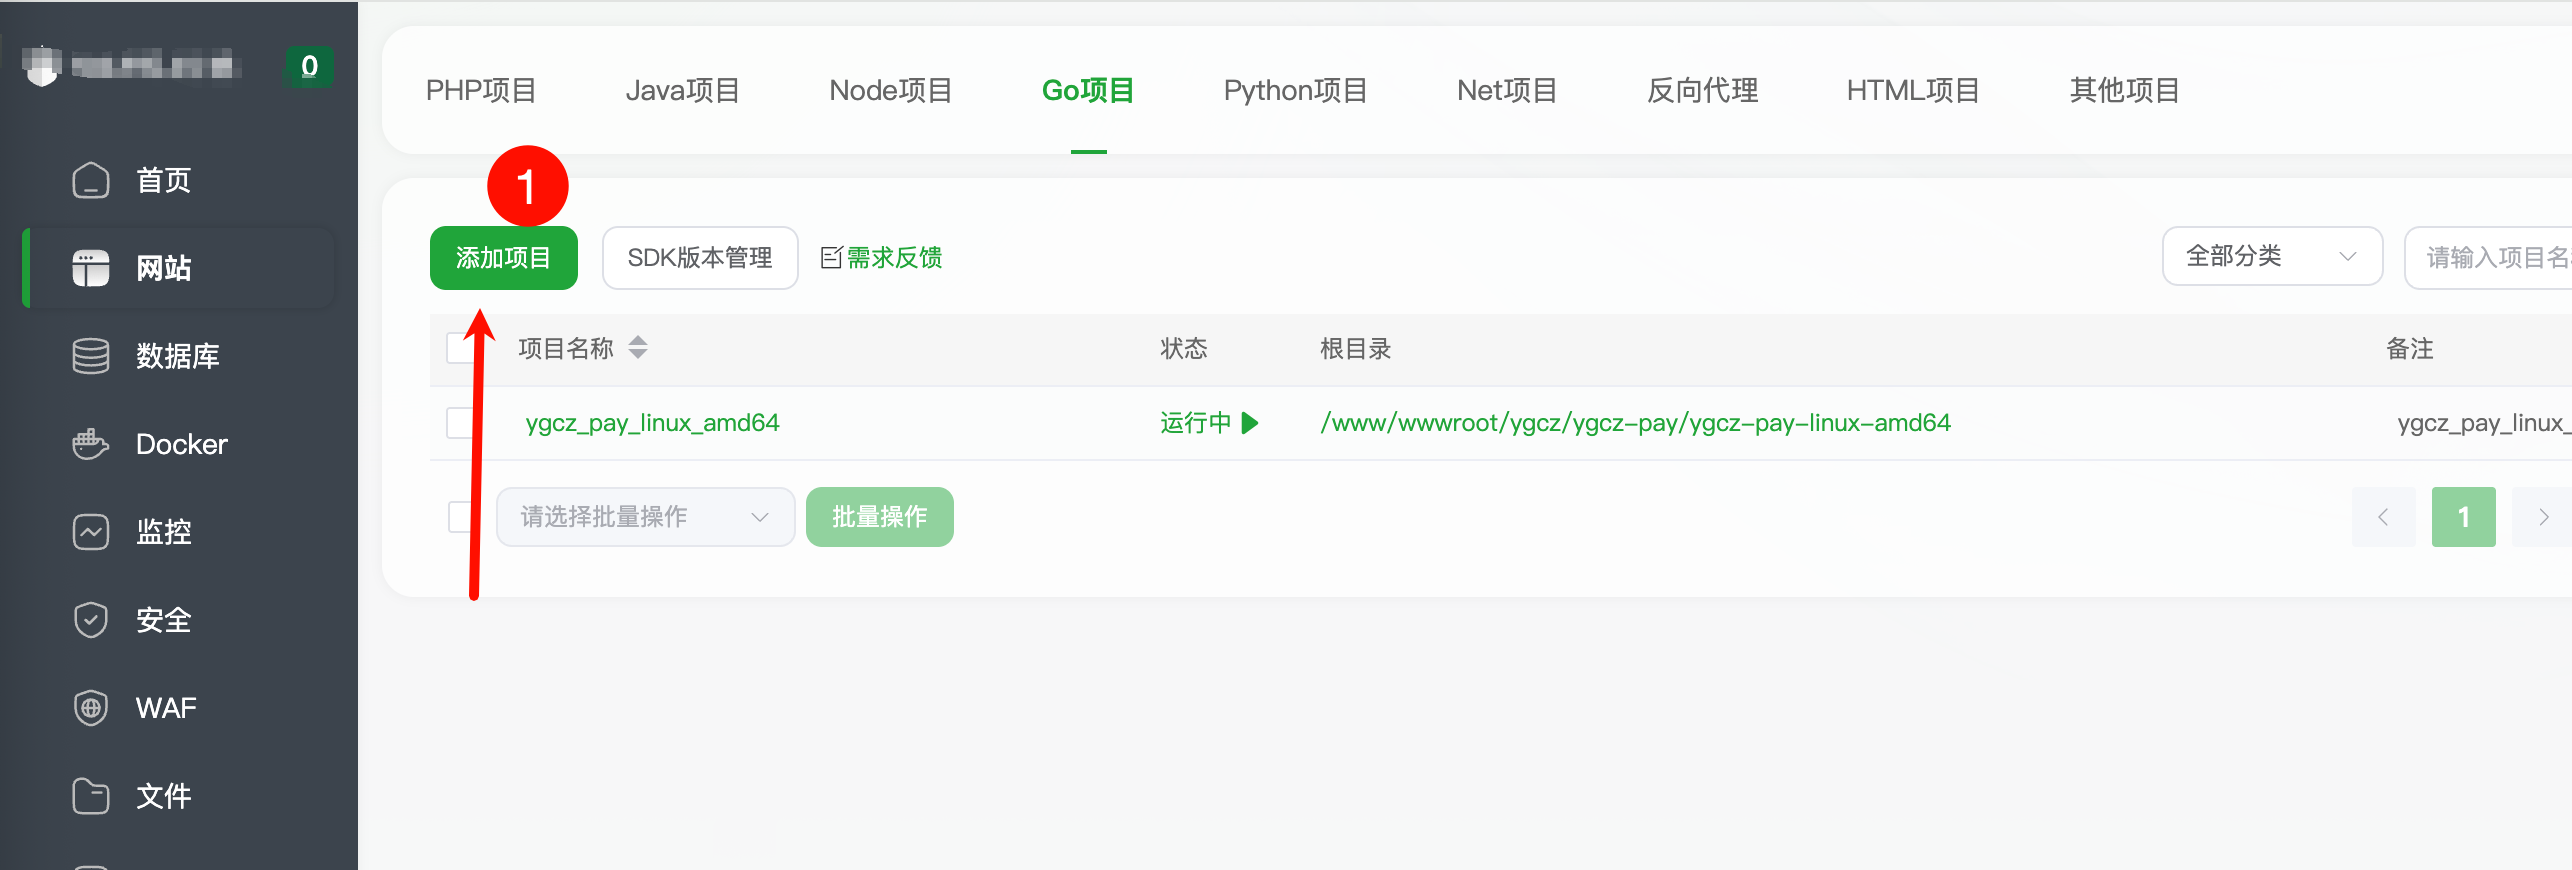 0
首页
网站
数据库
Docker
监控
安全
WAF
文件
PHP项目 Java项目 Node项目 Go项目 Python项目 Net项目 反向代理 HTML项目 其他项目
1
添加项目 SDK版本管理 需求反馈 全部分类 请输入项目名
项目名称 状态 根目录 备注
ygcz_pay_linux_amd64 运行中 /www/wwwroot/ygcz/ygcz-pay/ygcz-pay-linux-amd64 ygcz_pay_linux_
请选择批量操作 批量操作 1